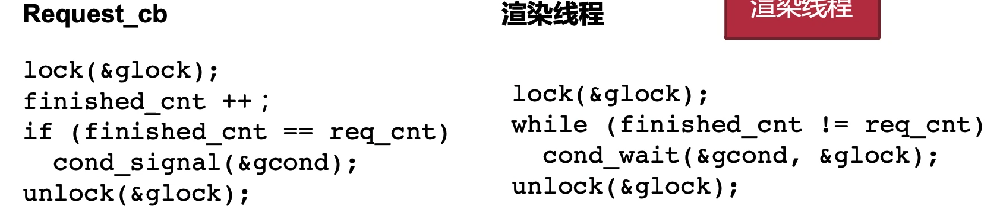 Request_cb
lock(&glock);
finished_cnt ++;
if (finished_cnt == req_cnt)
cond_signal(&gcond);
unlock(&glock);
渲染线程
渲染线程
lock(&glock);
while (finished_cnt != req_cnt)
cond_wait(&gcond, &glock);
unlock(&glock);